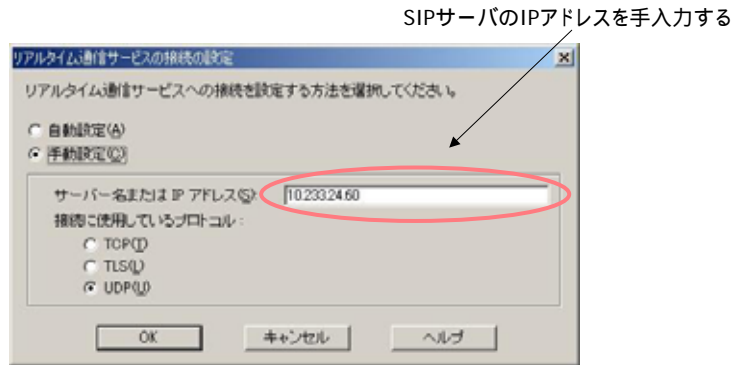 SIPサーバのIPアドレスを手入力する
リアルタイム通信サービスの接続の設定
リアルタイム通信サービスへの接続を設定する方法を選択してください。
自動設定(A)
手動設定(C)
サーバー名または IP アドレス(S):
10.233.24.60
接続に使用しているプロトコル:
TCP(T)
TLS(L)
UDP(U)
OK キャンセル ヘルプ